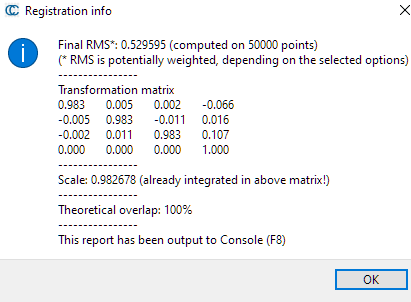 Registration info
Final RMS*: 0.529595 (computed on 50000 points)
(* RMS is potentially weighted, depending on the selected options)
----------------
Transformation matrix
0.983 0.005 0.002 -0.066
-0.005 0.983 -0.011 0.016
-0.002 0.011 0.983 0.107
0.000 0.000 0.000 1.000
----------------
Scale: 0.982678 (already integrated in above matrix!)
----------------
Theoretical overlap: 100%
----------------
This report has been output to Console (F8)
OK